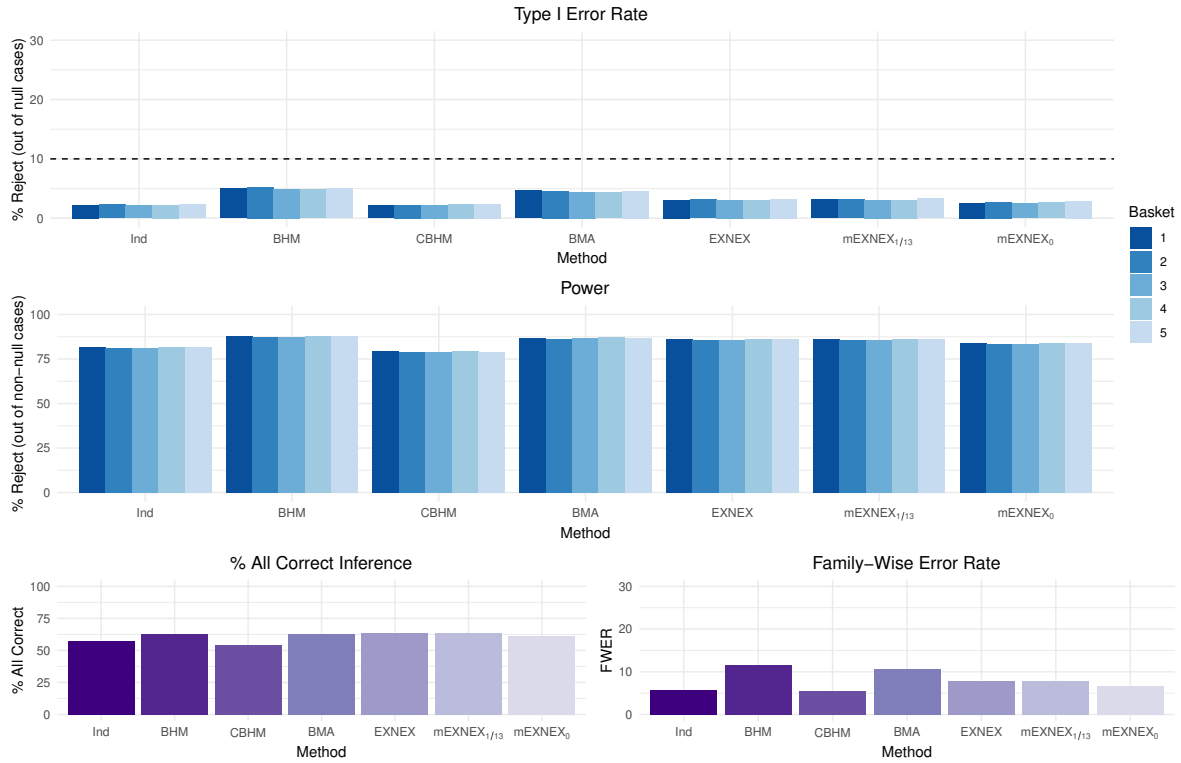 Type I Error Rate
% Reject (out of null cases)
30
20
10
0
Ind BHM CBHM BMA EXNEX mEXNEX₁/₁₃ mEXNEX₀
Method
Basket
1
2
3
4
5
Power
% Reject (out of non-null cases)
100
75
50
25
0
Ind BHM CBHM BMA EXNEX mEXNEX₁/₁₃ mEXNEX₀
Method
% All Correct Inference
% All Correct
100
75
50
25
0
Ind BHM CBHM BMA EXNEX mEXNEX₁/₁₃ mEXNEX₀
Method
Family−Wise Error Rate
FWER
30
20
10
0
Ind BHM CBHM BMA EXNEX mEXNEX₁/₁₃ mEXNEX₀
Method